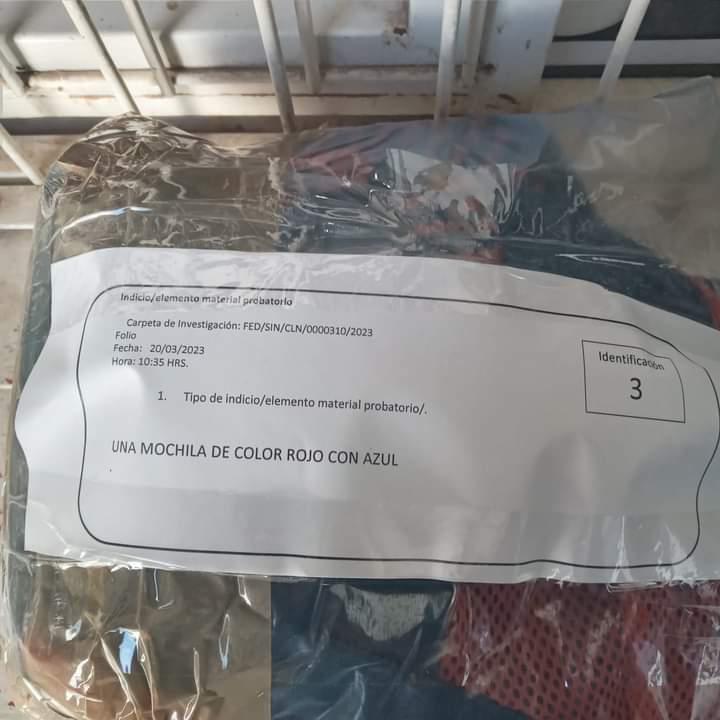 Indicio/elemento material probatorio
Carpeta de Investigación: FED/SIN/CLN/0000310/2023
Folio
Fecha: 20/03/2023
Hora: 10:35 HRS.
Identificación
3
1. Tipo de indicio/elemento material probatorio/.
UNA MOCHILA DE COLOR ROJO CON AZUL